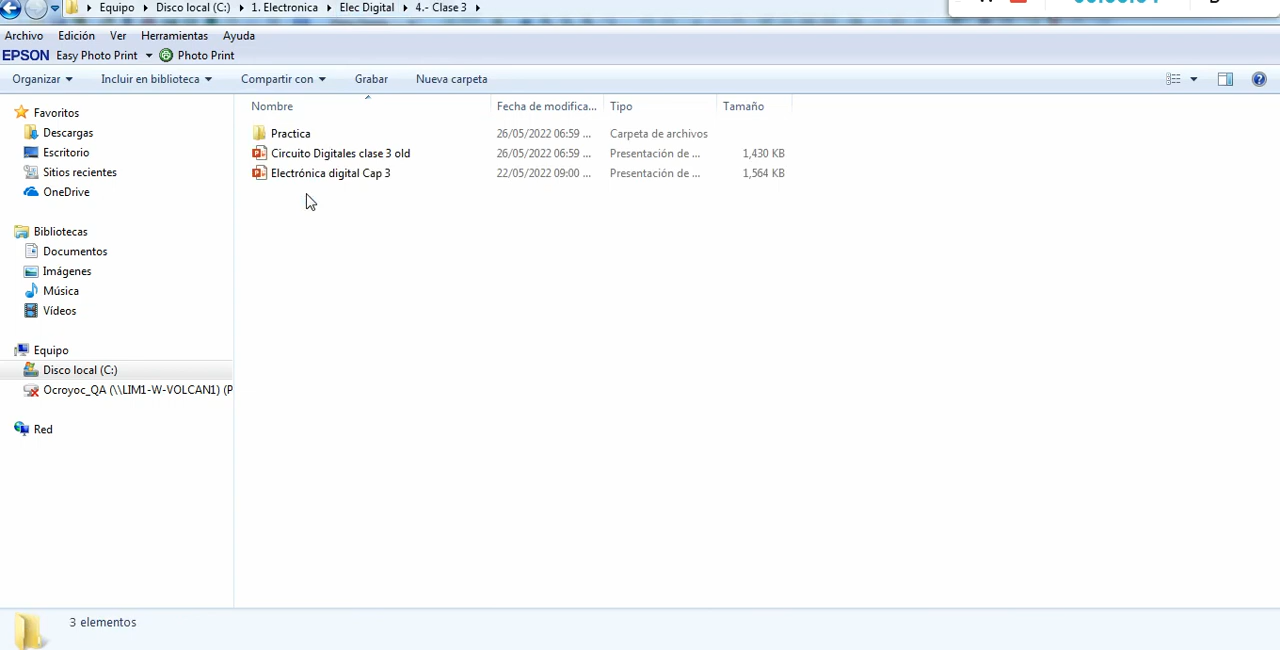 Equipo Disco local (C:) 1. Electronica Elec Digital 4.- Clase 3
Archivo Edición Ver Herramientas Ayuda
EPSON Easy Photo Print Photo Print
Organizar Incluir en biblioteca Compartir con Grabar Nueva carpeta
Nombre Fecha de modifica... Tipo Tamaño
Practica 26/05/2022 06:59 ... Carpeta de archivos
Circuito Digitales clase 3 old 26/05/2022 06:59 ... Presentación de ... 1,430 KB
Electrónica digital Cap 3 22/05/2022 09:00 ... Presentación de ... 1,564 KB
Favoritos
Descargas
Escritorio
Sitios recientes
OneDrive
Bibliotecas
Documentos
Imágenes
Música
Vídeos
Equipo
Disco local (C:)
Ocroyoc_QA (\\LIM1-W-VOLCAN1) (P
Red
3 elementos